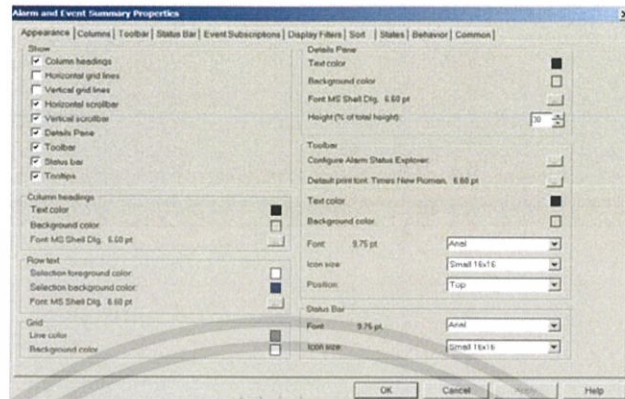 Alarm and Event Summary Properties
Appearance | Columns | Toolbar | Status Bar | Event Subscriptions | Display Filters | Sort | States | Behavior | Common
Show
Column headings
Horizontal grid lines
Vertical grid lines
Horizontal scrollbar
Vertical scrollbar
Details Pane
Toolbar
Status bar
Tooltips
Column headings
Text color
Background color
Font: MS Shell Dlg, 6.60 pt
Row text
Selection foreground color:
Selection background color:
Font: MS Shell Dlg, 6.60 pt
Grid
Line color
Background color
Details Pane
Text color
Background color
Font: MS Shell Dlg, 6.60 pt
Height (% of total height):
30
Toolbar
Configure Alarm Status Explorer:
Default print font: Times New Roman, 6.60 pt
Text color
Background color
Font: 9.75 pt Arial
Icon size: Small 16x16
Position: Top
Status Bar
Font: 9.75 pt Arial
Icon size: Small 16x16
OK Cancel Apply Help